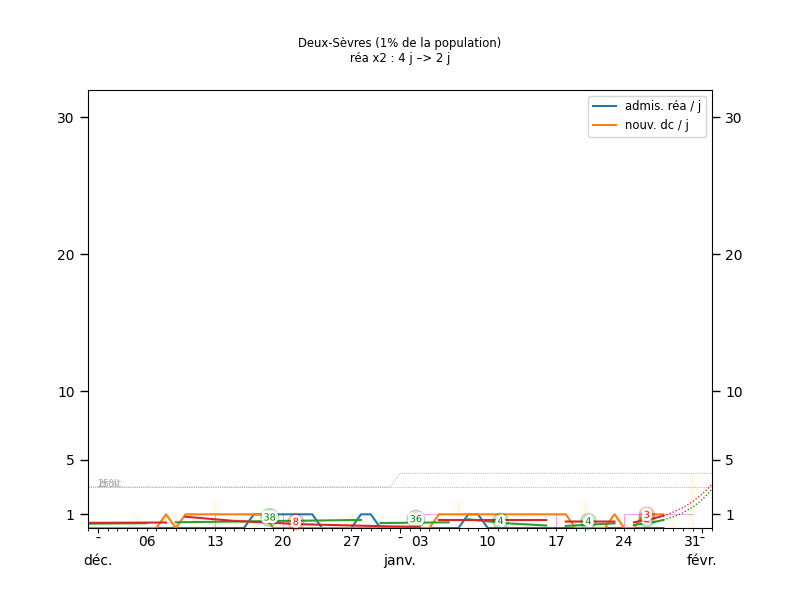 Deux-Sèvres (1% de la population)
réa x2 : 4 j –> 2 j
admis. réa / j
nouv. dc / j
30 30
20 20
10 10
5 5
1 1
38 8 36 4 4 3
- 06 13 20 27 - 03 10 17 24 31 -
déc. janv. févr.